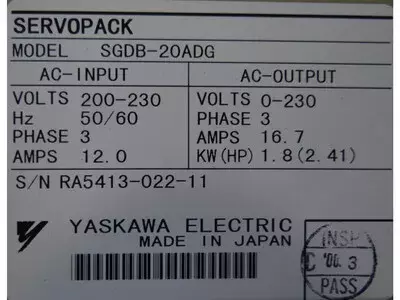 SERVOPACK
MODEL SGDB-20ADG
AC-INPUT AC-OUTPUT
VOLTS 200-230 VOLTS 0-230
Hz 50/60 PHASE 3
PHASE 3 AMPS 16.7
AMPS 12.0 KW(HP) 1.8(2.41)
S/N RA5413-022-11
YASKAWA ELECTRIC
MADE IN JAPAN
INSP
C '00. 3
PASS